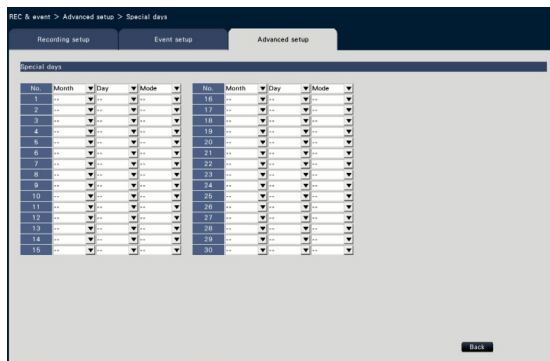 REC & event > Advanced setup > Special days
Recording setup Event setup Advanced setup
Special days
No. Month Day Mode No. Month Day Mode
1 -- -- -- 16 -- -- --
2 -- -- -- 17 -- -- --
3 -- -- -- 18 -- -- --
4 -- -- -- 19 -- -- --
5 -- -- -- 20 -- -- --
6 -- -- -- 21 -- -- --
7 -- -- -- 22 -- -- --
8 -- -- -- 23 -- -- --
9 -- -- -- 24 -- -- --
10 -- -- -- 25 -- -- --
11 -- -- -- 26 -- -- --
12 -- -- -- 27 -- -- --
13 -- -- -- 28 -- -- --
14 -- -- -- 29 -- -- --
15 -- -- -- 30 -- -- --
Back